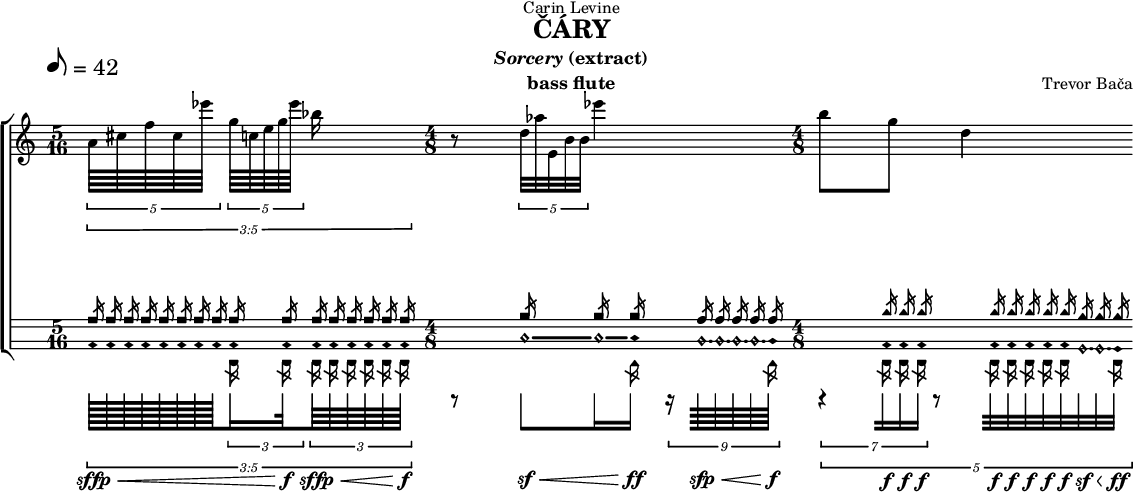 Carin Levine
ČÁRY
Sorcery (extract)
bass flute
= 42
Trevor Bača
5 16
4 8
4 8
5 5 5
3:5
5 16
4 8
4 8
3 3 9 7
3:5 5
sffp f sffp f sf ff sfp f f f f f f f f f sf ff